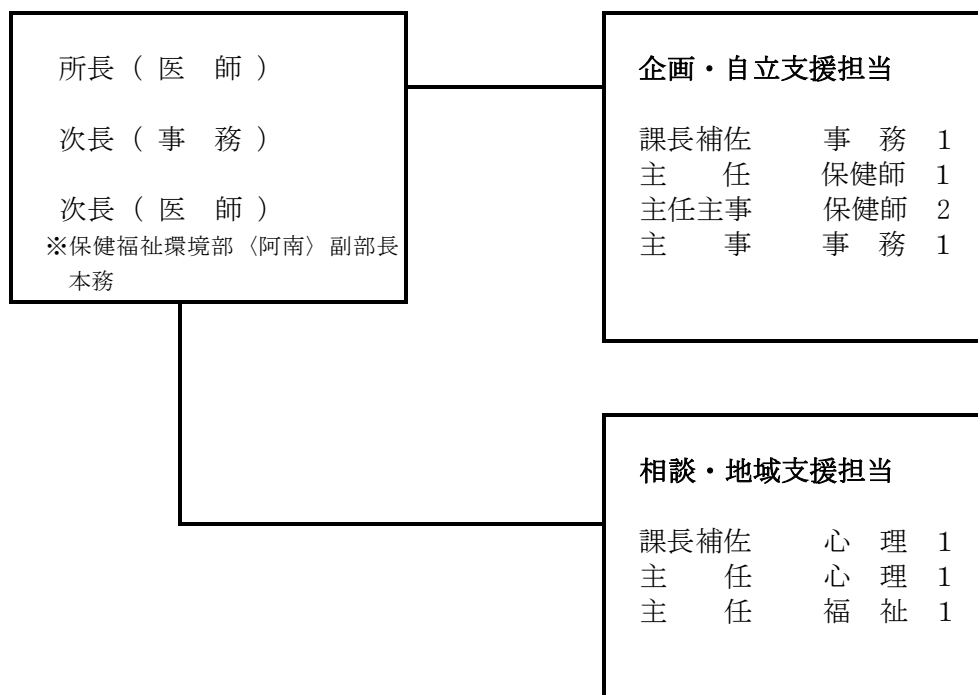 所長（医　師）
次長（事　務）
次長（医　師）
※保健福祉環境部〈阿南〉副部長
本務
企画・自立支援担当
課長補佐　　事　務　1
主　　任　　保健師　1
主任主事　　保健師　2
主　　事　　事　務　1
相談・地域支援担当
課長補佐　　心　理　1
主　　任　　心　理　1
主　　任　　福　祉　1